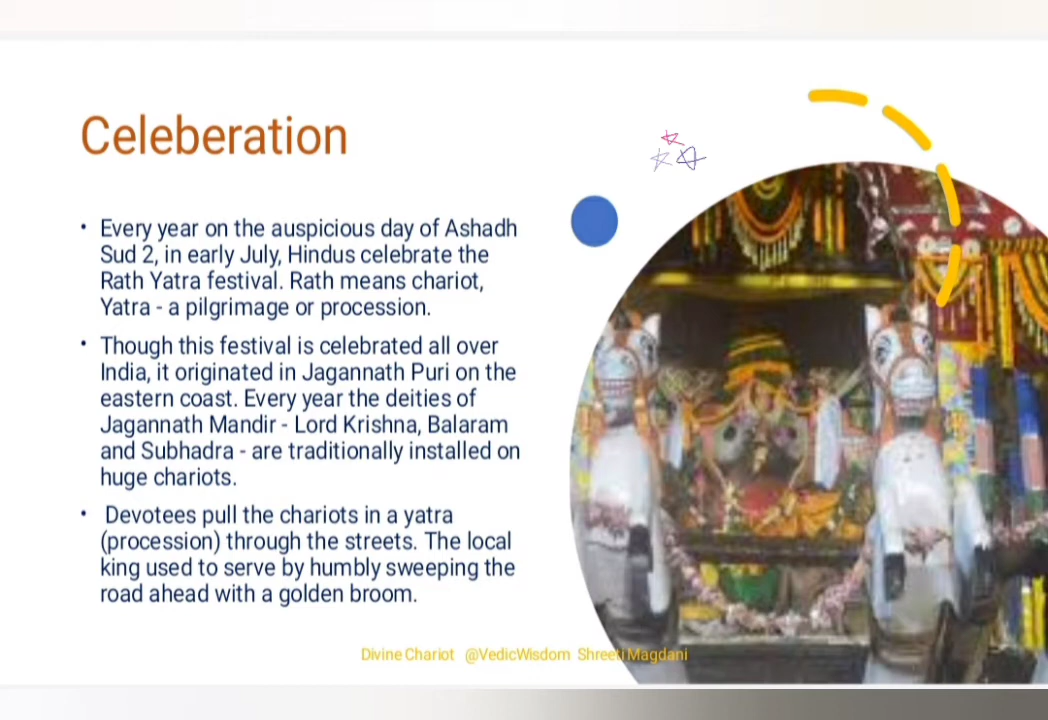 Celeberation
• Every year on the auspicious day of Ashadh
Sud 2, in early July, Hindus celebrate the
Rath Yatra festival. Rath means chariot,
Yatra - a pilgrimage or procession.
• Though this festival is celebrated all over
India, it originated in Jagannath Puri on the
eastern coast. Every year the deities of
Jagannath Mandir - Lord Krishna, Balaram
and Subhadra - are traditionally installed on
huge chariots.
• Devotees pull the chariots in a yatra
(procession) through the streets. The local
king used to serve by humbly sweeping the
road ahead with a golden broom.
Divine Chariot @VedicWisdom Shreeti Magdani